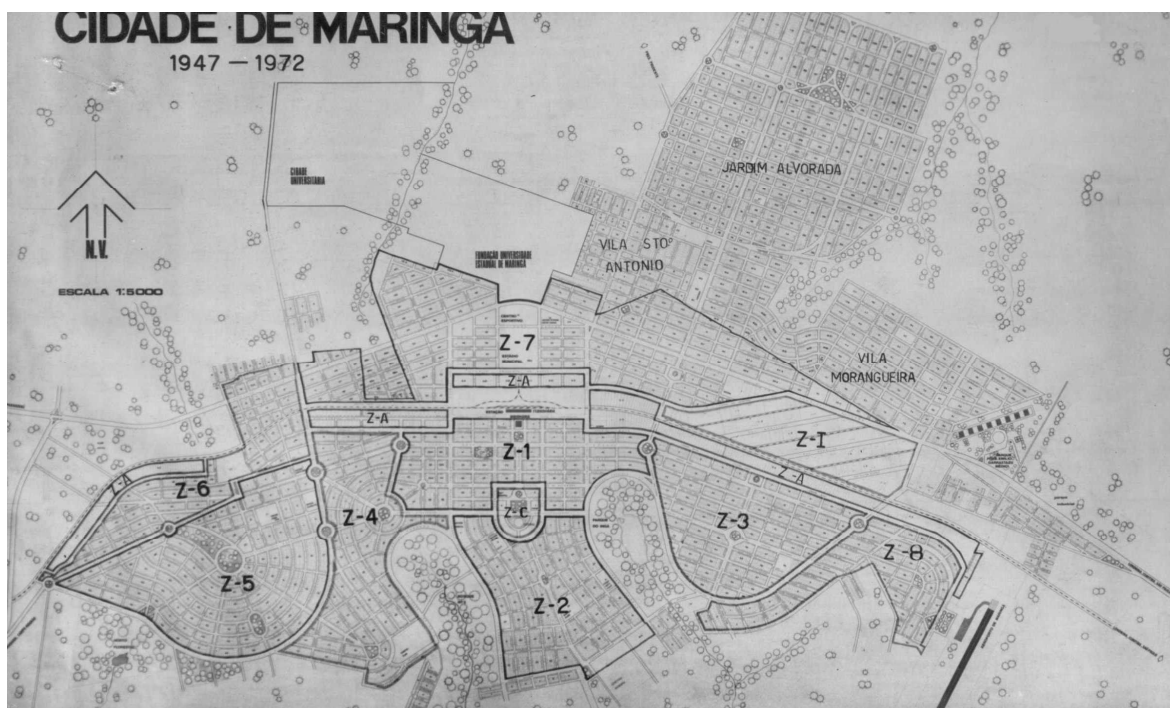 CIDADE DE MARINGA
1947 — 1972
CIDADE
UNIVERSITARIA
JARDIM ALVORADA
N.V.
ESCALA 1:5000
FUNDAÇÃO UNIVERSIDADE
ESTADUAL DE MARINGÁ
VILA STO
ANTONIO
Z-7
VILA
MORANGUEIRA
Z-A
Z-A
Z-1
Z-I
Z-A
Z-A
Z-6
Z-4
Z-C
Z-3
Z-8
Z-5
Z-2